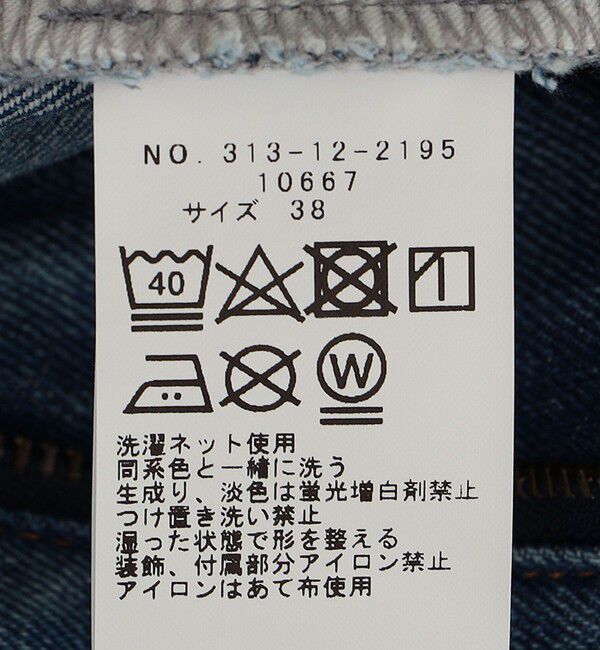 NO. 313-12-2195
10667
サイズ 38
40
W
洗濯ネット使用
同系色と一緒に洗う
生成り、淡色は蛍光増白剤禁止
つけ置き洗い禁止
湿った状態で形を整える
装飾、付属部分アイロン禁止
アイロンはあて布使用